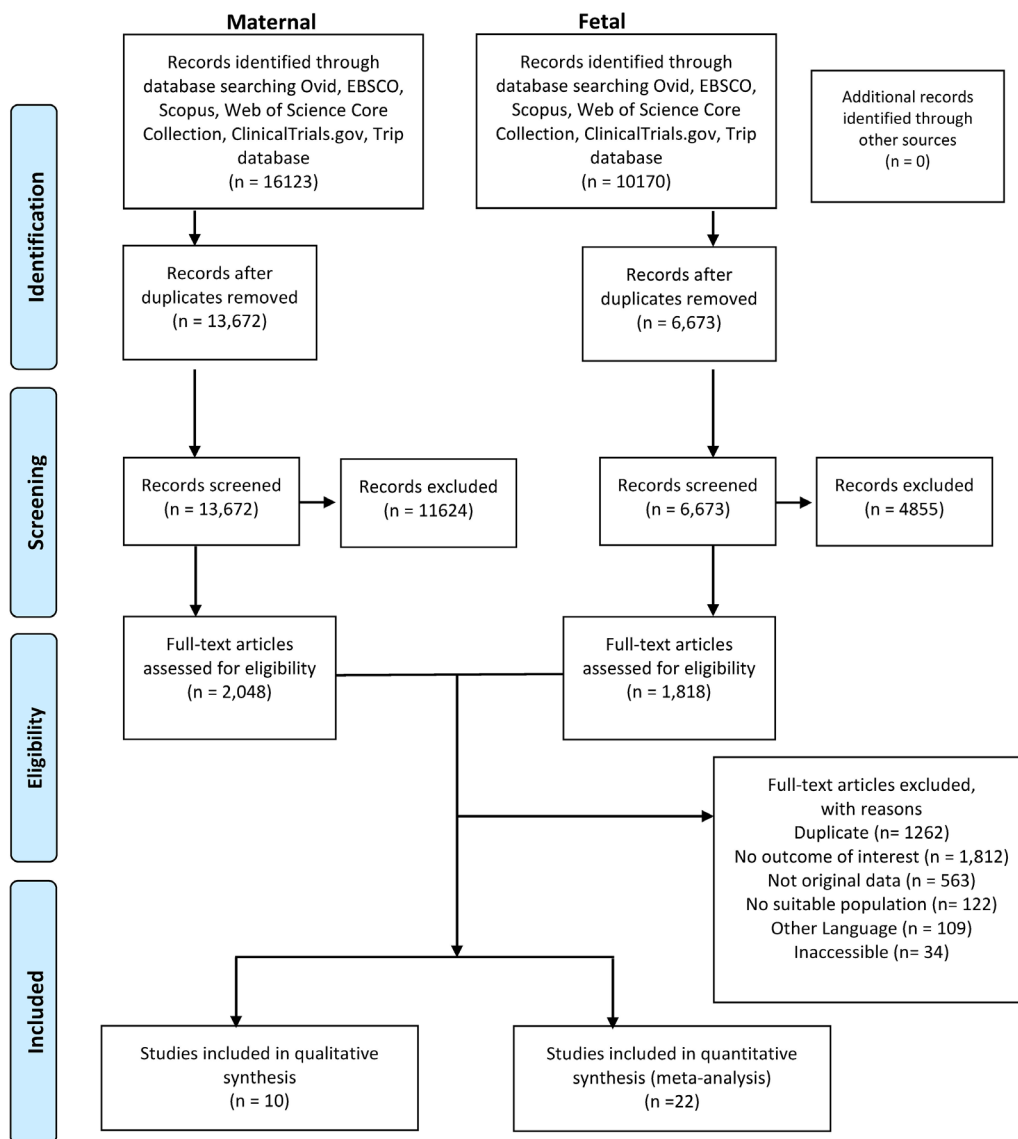 Maternal
Fetal
Records identified through
database searching Ovid, EBSCO,
Scopus, Web of Science Core
Collection, ClinicalTrials.gov, Trip
database
(n = 16123)
Records identified through
database searching Ovid, EBSCO,
Scopus, Web of Science Core
Collection, ClinicalTrials.gov, Trip
database
(n = 10170)
Additional records
identified through
other sources
(n = 0)
Identification
Records after
duplicates removed
(n = 13,672)
Records after
duplicates removed
(n = 6,673)
Screening
Records screened
(n = 13,672)
Records excluded
(n = 11624)
Records screened
(n = 6,673)
Records excluded
(n = 4855)
Eligibility
Full-text articles
assessed for eligibility
(n = 2,048)
Full-text articles
assessed for eligibility
(n = 1,818)
Full-text articles excluded,
with reasons
Duplicate (n= 1262)
No outcome of interest (n = 1,812)
Not original data (n = 563)
No suitable population (n= 122)
Other Language (n = 109)
Inaccessible (n= 34)
Included
Studies included in qualitative
synthesis
(n = 10)
Studies included in quantitative
synthesis (meta-analysis)
(n =22)